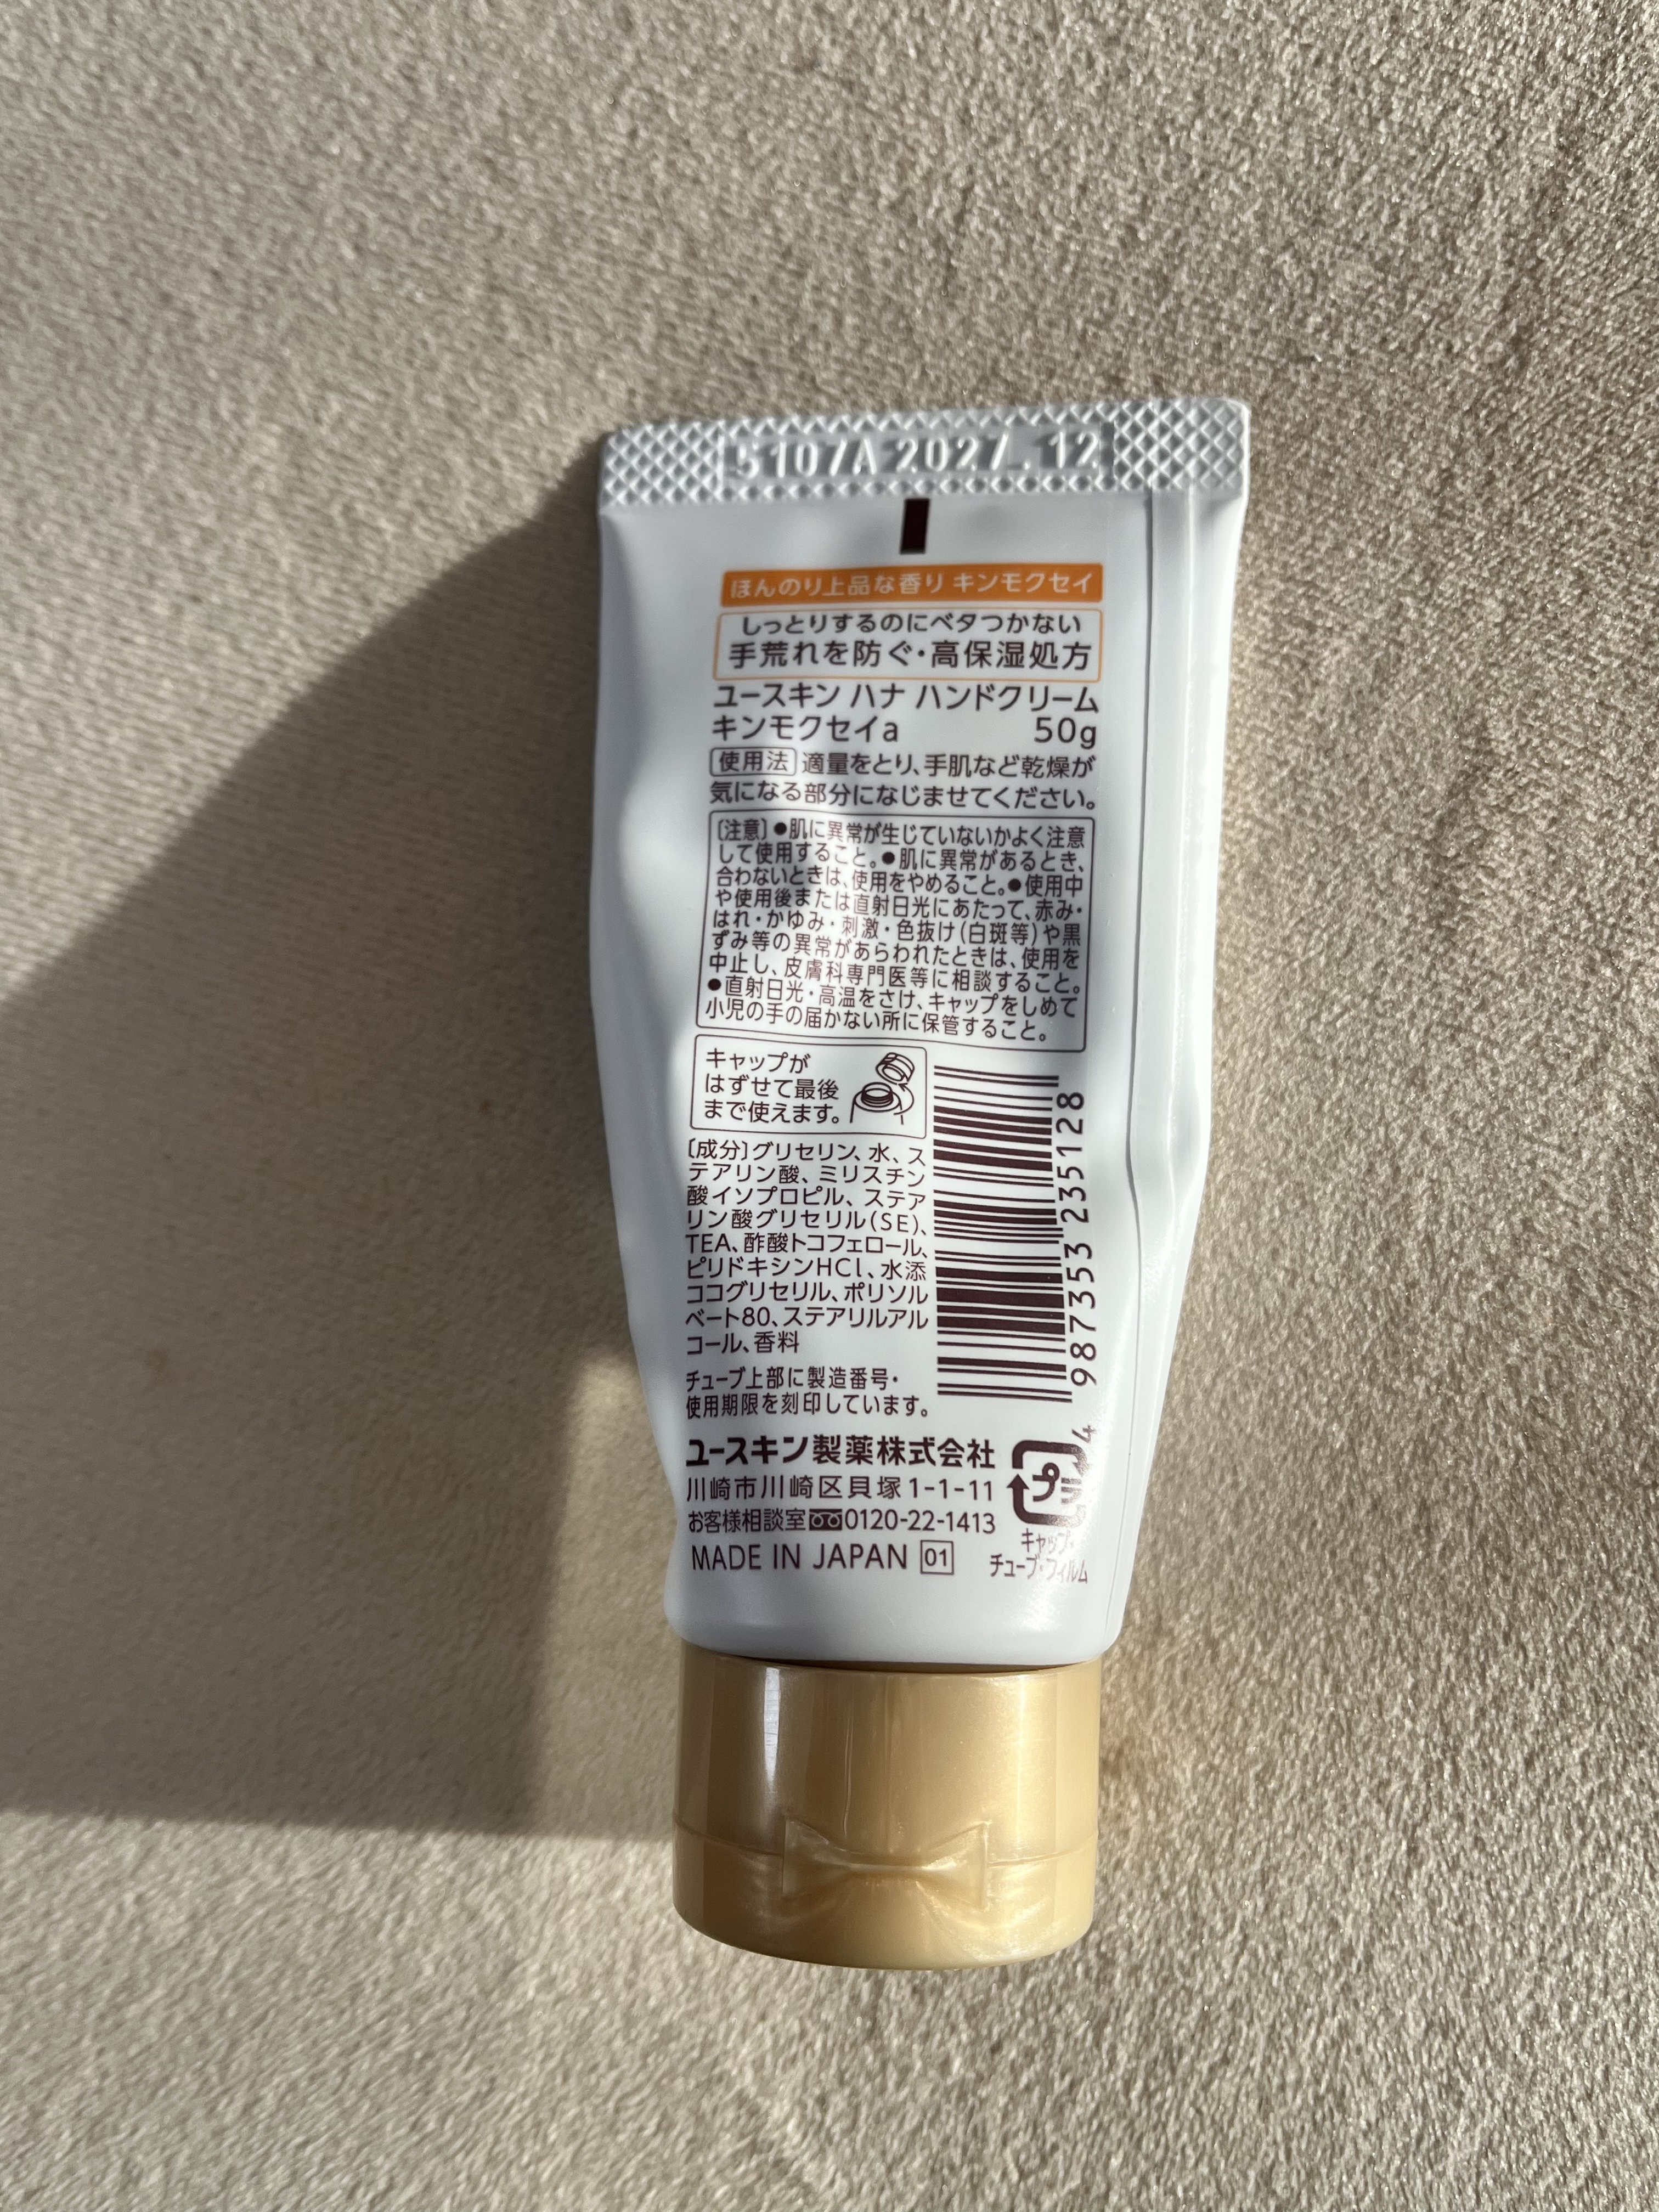 5107A 2027.12
ほんのり上品な香り キンモクセイ
しっとりするのにベタつかない
手荒れを防ぐ・高保湿処方
ユースキン ハナ ハンドクリーム
キンモクセイa 50g
使用法 適量をとり、手肌など乾燥が
気になる部分になじませてください。
〔注意〕●肌に異常が生じていないかよく注意
して使用すること。●肌に異常があるとき、
合わないときは、使用をやめること。●使用中
や使用後または直射日光にあたって、赤み・
はれ・かゆみ・刺激・色抜け(白斑等)や黒
ずみ等の異常があらわれたときは、使用を
中止し、皮膚科専門医等に相談すること。
●直射日光・高温をさけ、キャップをしめて
小児の手の届かない所に保管すること。
キャップが
はずせて最後
まで使えます。
〔成分〕グリセリン、水、ス
テアリン酸、ミリスチン
酸イソプロピル、ステア
リン酸グリセリル(SE)、
TEA、酢酸トコフェロール、
ピリドキシンHCl、水添
ココグリセリル、ポリソル
ベート80、ステアリルアル
コール、香料
チューブ上部に製造番号・
使用期限を刻印しています。
4 987353 235128
ユースキン製薬株式会社
川崎市川崎区貝塚1-1-11
お客様相談室 0120-22-1413
MADE IN JAPAN 01
プラ
キャップ・
チューブ・フィルム